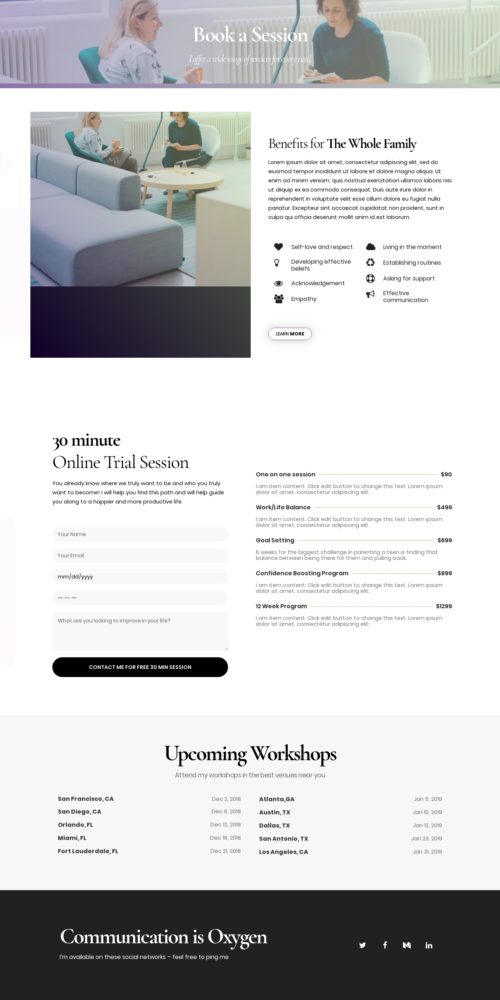 Book a Session
I offer a wide range of services for every need
Benefits for The Whole Family
Lorem ipsum dolor sit amet, consectetur adipiscing elit, sed do
eiusmod tempor incididunt ut labore et dolore magna aliqua. Ut
enim ad minim veniam, quis nostrud exercitation ullamco laboris nisi
ut aliquip ex ea commodo consequat. Duis aute irure dolor in
reprehenderit in voluptate velit esse cillum dolore eu fugiat nulla
pariatur. Excepteur sint occaecat cupidatat non proident, sunt in
culpa qui officia deserunt mollit anim id est laborum.
Self-love and respect
Developing effective
beliefs
Acknowledgement
Empathy
Living in the moment
Establishing routines
Asking for support
Effective
communication
LEARN MORE
30 minute
Online Trial Session
You already know where we truly want to be and who you truly
want to become! I will help you find this path and will help guide
you along to a happier and more productive life.
Your Name
Your Email
mm/dd/yyyy
--:-- --
What are you looking to improve in your life?
CONTACT ME FOR FREE 30 MIN SESSION
One on one session $90
I am item content. Click edit button to change this text. Lorem ipsum
dolor sit amet, consectetur adipiscing elit.
Work/Life Balance $499
I am item content. Click edit button to change this text. Lorem ipsum
dolor sit amet, consectetur adipiscing elit.
Goal Setting $699
6 weeks for the biggest challenge in parenting a teen is finding that
balance between being there for them and pulling back.
Confidence Boosting Program $899
I am item content. Click edit button to change this text. Lorem ipsum
dolor sit amet, consectetur adipiscing elit.
12 Week Program $1299
I am item content. Click edit button to change this text. Lorem ipsum
dolor sit amet, consectetur adipiscing elit.
Upcoming Workshops
Attend my workshops in the best venues near you
San Francisco, CA Dec 2, 2018
San Diego, CA Dec 6, 2018
Orlando, FL Dec 12, 2018
Miami, FL Dec 18, 2018
Fort Lauderdale, FL Dec 21, 2018
Atlanta,GA Jan 5, 2019
Austin, TX Jan 10, 2019
Dallas, TX Jan 12, 2019
San Antonio, TX Jan 23, 2019
Los Angeles, CA Jan 31, 2019
Communication is Oxygen
I'm available on these social networks – feel free to ping me